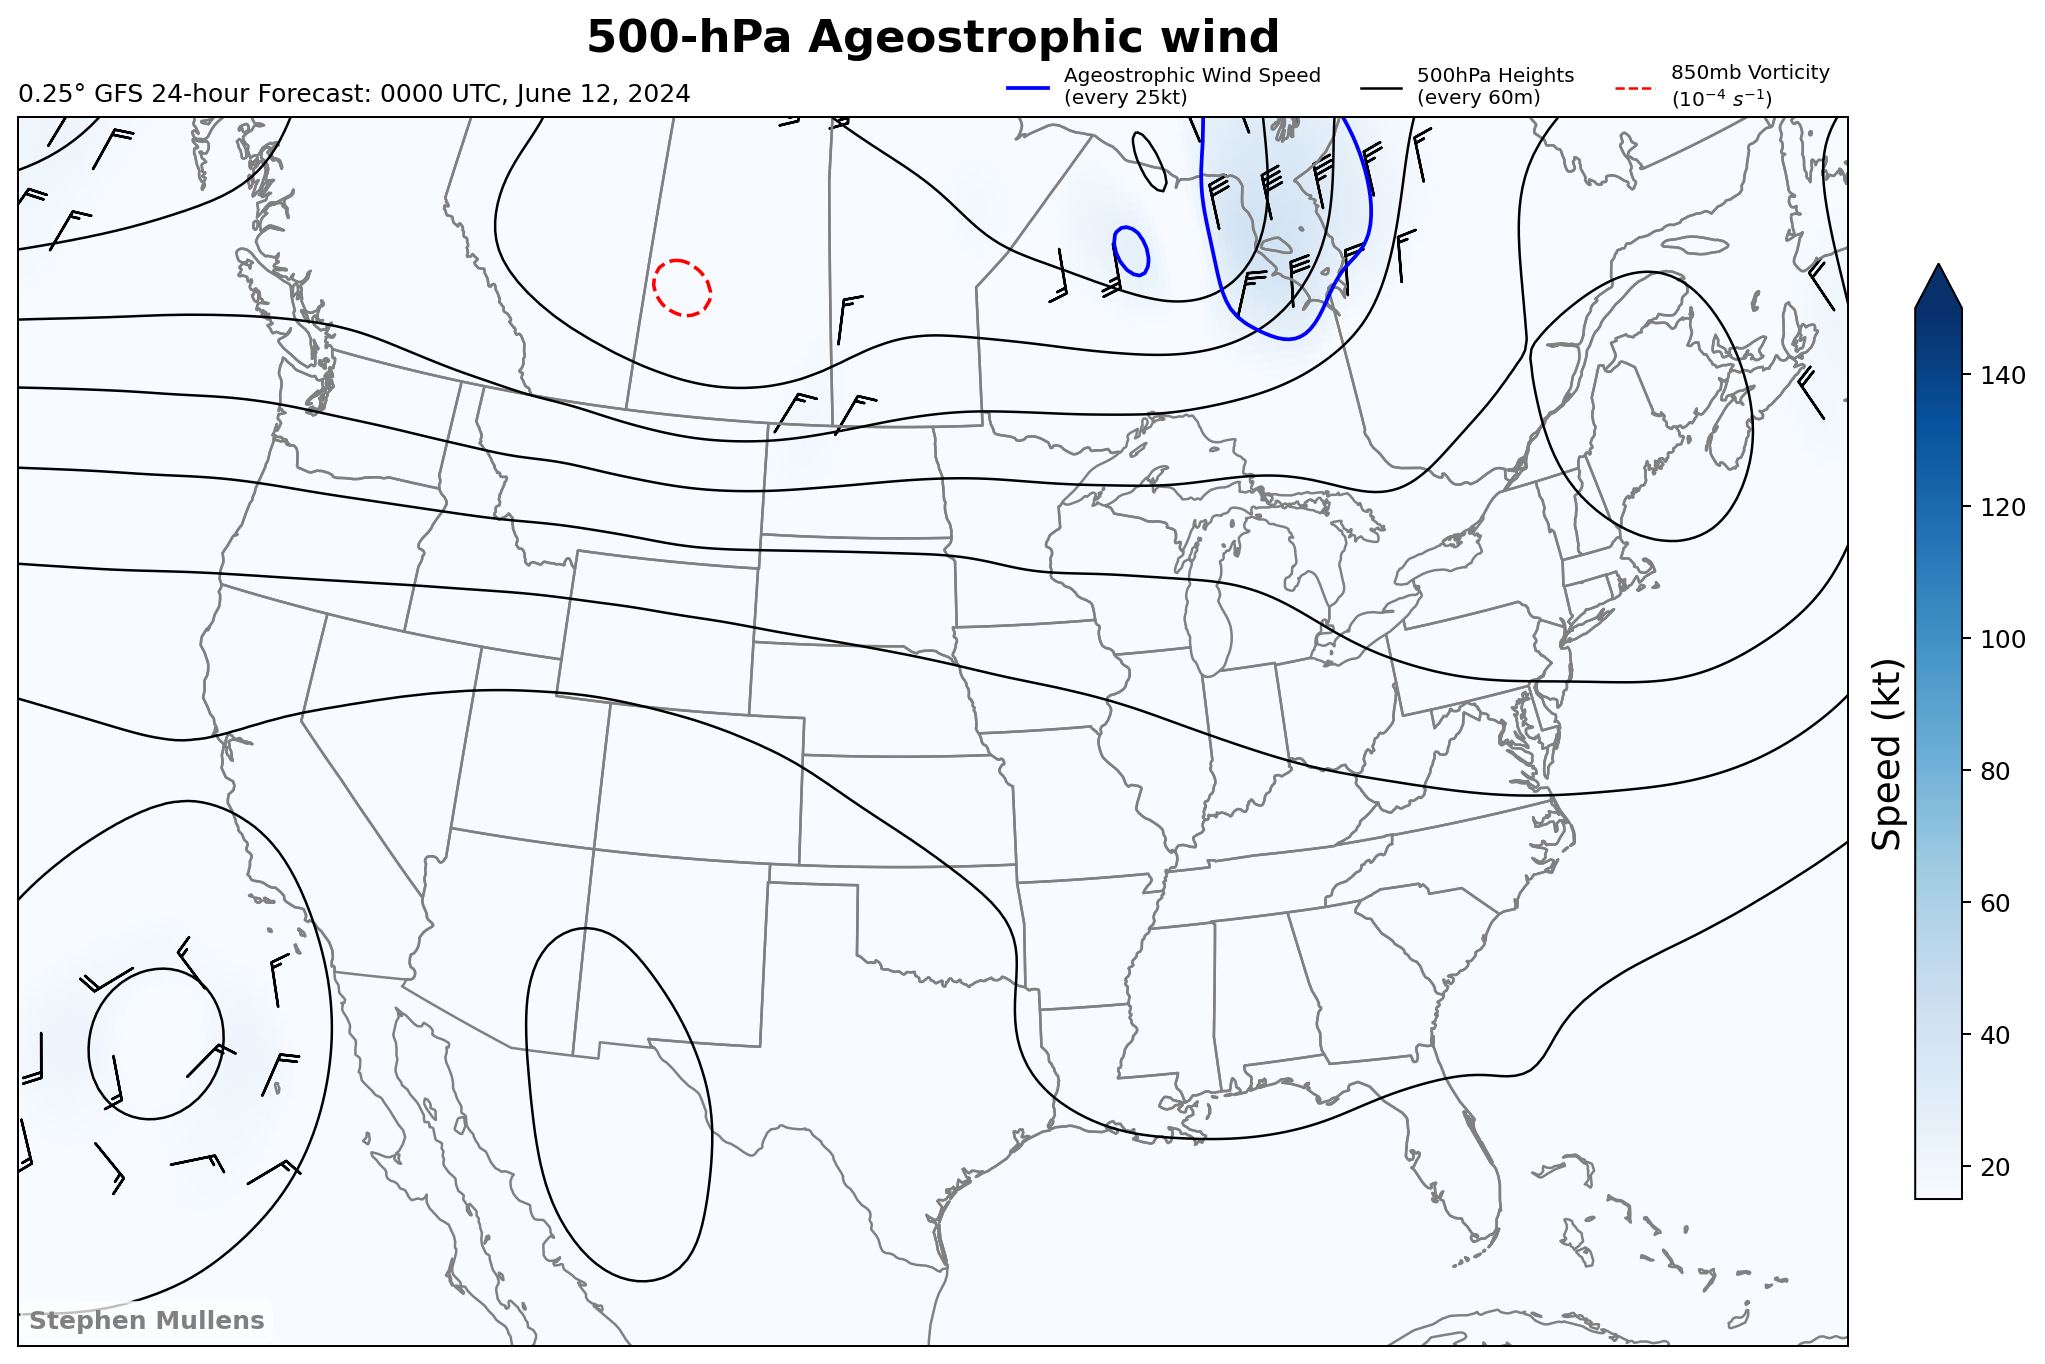 500-hPa Ageostrophic wind
0.25° GFS 24-hour Forecast: 0000 UTC, June 12, 2024
Ageostrophic Wind Speed
(every 25kt)
500hPa Heights
(every 60m)
850mb Vorticity
(10⁻⁴ s⁻¹)
140
120
100
80
60
40
20
Speed (kt)
Stephen Mullens